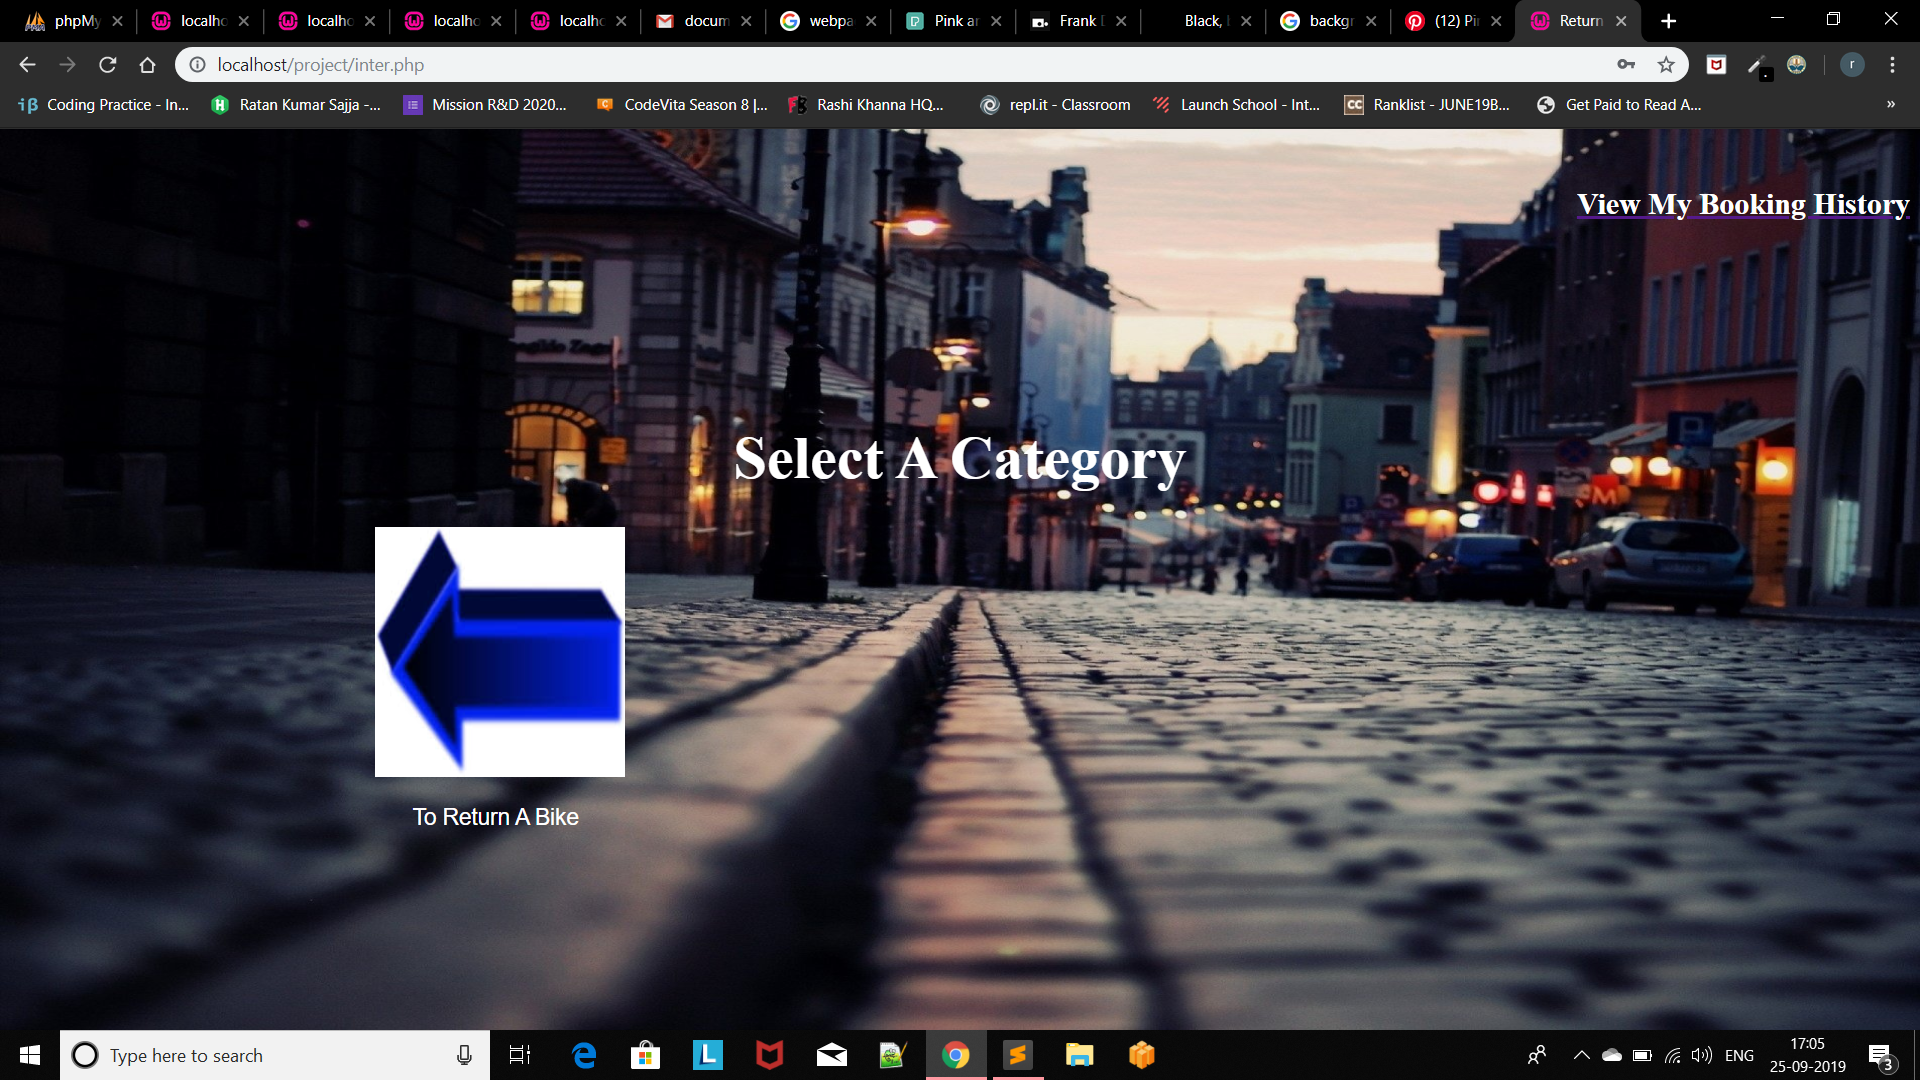 phpMy
localho
localho
localho
localho
docum
webpa
Pink ar
Frank
Black,
backgr
(12) Pi
Return
localhost/project/inter.php
r
Coding Practice - In...
Ratan Kumar Sajja -...
Mission R&D 2020...
CodeVita Season 8 |...
Rashi Khanna HQ...
repl.it - Classroom
Launch School - Int...
CC
Ranklist - JUNE19B...
Get Paid to Read A...
»
View My Booking History
Select A Category
To Return A Bike
Type here to search
ENG
17:05
25-09-2019
3